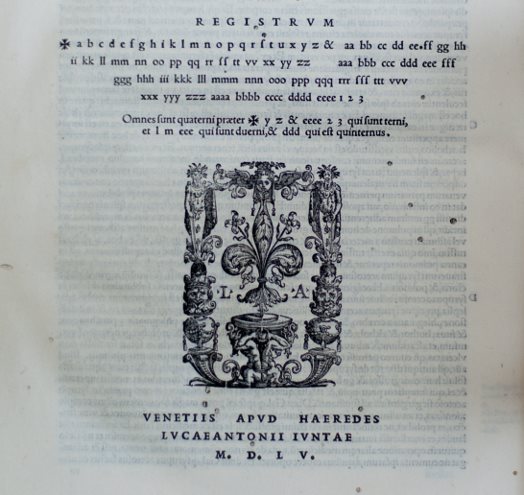 REGISTRVM
✠ a b c d e f g h i k l m n o p q r s t u x y z & aa bb cc dd ee ff gg hh
ii kk ll mm nn oo pp qq rr ss tt vv xx yy zz aaa bbb ccc ddd eee fff
ggg hhh iii kkk lll mmm nnn ooo ppp qqq rrr sss ttt vvv
xxx yyy zzz aaaa bbbb cccc dddd eeee 1 2 3
Omnes sunt quaterni præter ✠ y z & eeee 2 3 qui sunt terni,
et l m eee qui sunt duerni, & ddd qui est quinternus.
·L· ·A·
VENETIIS APVD HAEREDES
LVCAEANTONII IVNTAE
M. D. L V.